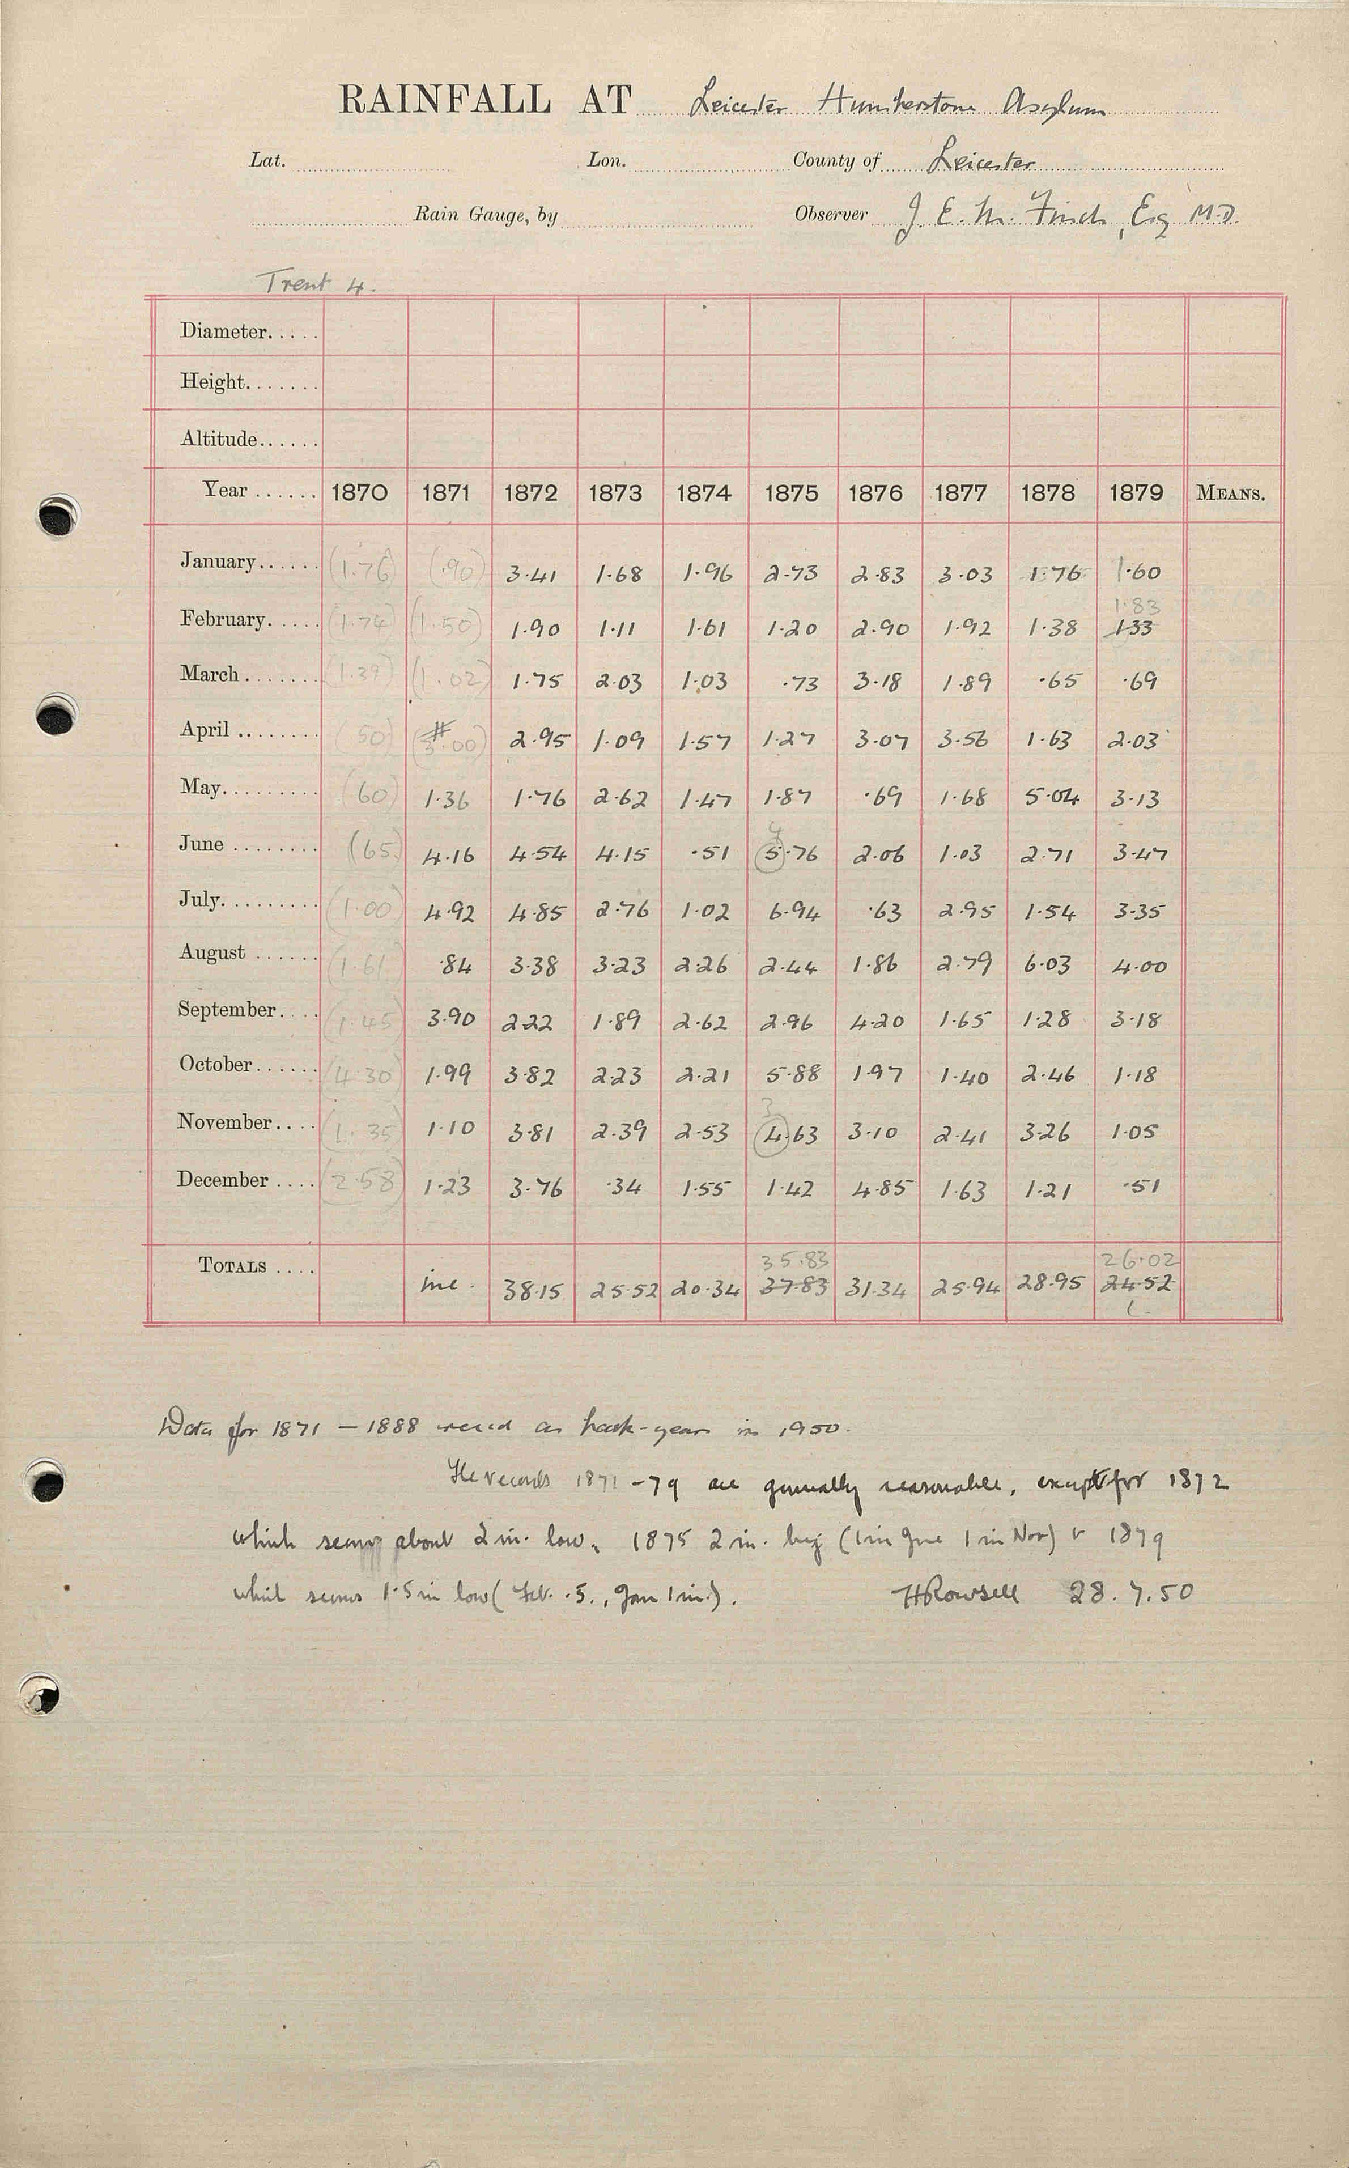 RAINFALL AT Leicester Humberstone Asylum
Lat. Lon. County of Leicester
Rain Gauge, by Observer J. E. M. Finch, Esq M.D.
Trent 4.
Diameter.....
Height.......
Altitude......
Year ...... 1870 1871 1872 1873 1874 1875 1876 1877 1878 1879 MEANS.
January...... (1.76) (.90) 3.41 1.68 1.96 2.73 2.83 3.03 1.76 1.60
1.83
February..... (1.74) (1.50) 1.90 1.11 1.61 1.20 2.90 1.92 1.38 1.33
March....... (1.39) (1.02) 1.75 2.03 1.03 .73 3.18 1.89 .65 .69
April ........ (50) (3.00) 2.95 1.09 1.57 1.27 3.07 3.56 1.63 2.03
May......... (60) 1.36 1.76 2.62 1.47 1.87 .69 1.68 5.04 3.13
4
June ........ (65) 4.16 4.54 4.15 .51 5.76 2.06 1.03 2.71 3.47
July......... (1.00) 4.92 4.85 2.76 1.02 6.94 .63 2.95 1.54 3.35
August ...... (1.61) .84 3.38 3.23 2.26 2.44 1.86 2.79 6.03 4.00
September.... (1.45) 3.90 2.22 1.89 2.62 2.96 4.20 1.65 1.28 3.18
October...... (4.30) 1.99 3.82 2.23 2.21 5.88 1.97 1.40 2.46 1.18
3
November.... (1.35) 1.10 3.81 2.39 2.53 4.63 3.10 2.41 3.26 1.05
December .... (2.58) 1.23 3.76 .34 1.55 1.42 4.85 1.63 1.21 .51
35.83 26.02
TOTALS .... inc. 38.15 25.52 20.34 37.83 31.34 25.94 28.95 24.52
Data for 1871 – 1888 received as back-years in 1950.
The records 1871 – 79 are generally reasonable, except for 1872
which seems about 2 in. low, 1875 2 in. big (1 in June 1 in Nov) & 1879
which seems 1.5 in low (Feb. .5., Jan 1 in.). H Rowsell 28.7.50